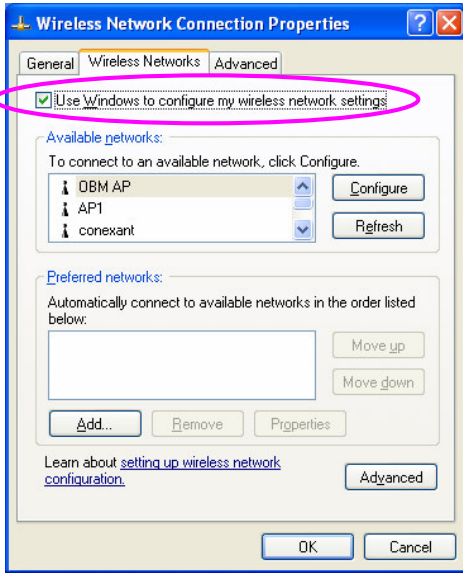 Wireless Network Connection Properties
General Wireless Networks Advanced
Use Windows to configure my wireless network settings
Available networks:
To connect to an available network, click Configure.
OBM AP
Configure
AP1
conexant
Refresh
Preferred networks:
Automatically connect to available networks in the order listed
below:
Move up
Move down
Add... Remove Properties
Learn about setting up wireless network
configuration.
Advanced
OK Cancel